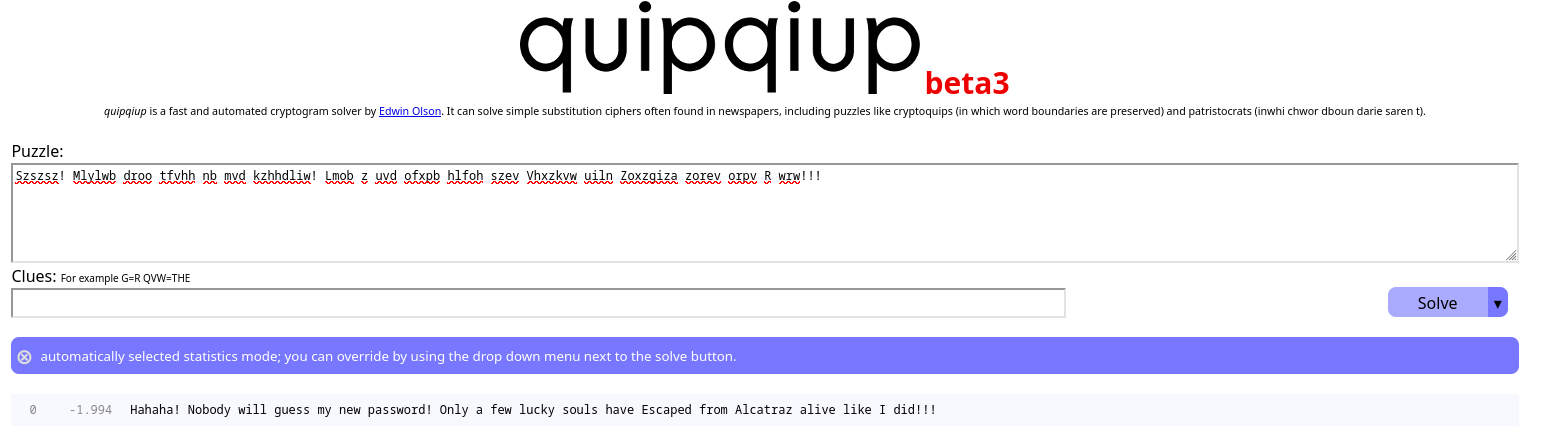 quipqiup beta3
quipqiup is a fast and automated cryptogram solver by Edwin Olson. It can solve simple substitution ciphers often found in newspapers, including puzzles like cryptoquips (in which word boundaries are preserved) and patristocrats (inwhi chwor dboun darie saren t).
Puzzle:
Szszsz! Mlylwb droo tfvhh nb mvd kzhhdliw! Lmob z uvd ofxpb hlfoh szev Vhxzkvw uiln Zoxzgiza zorev orpv R wrw!!!
Clues: For example G=R QVW=THE
Solve ▼
automatically selected statistics mode; you can override by using the drop down menu next to the solve button.
0 -1.994 Hahaha! Nobody will guess my new password! Only a few lucky souls have Escaped from Alcatraz alive like I did!!!